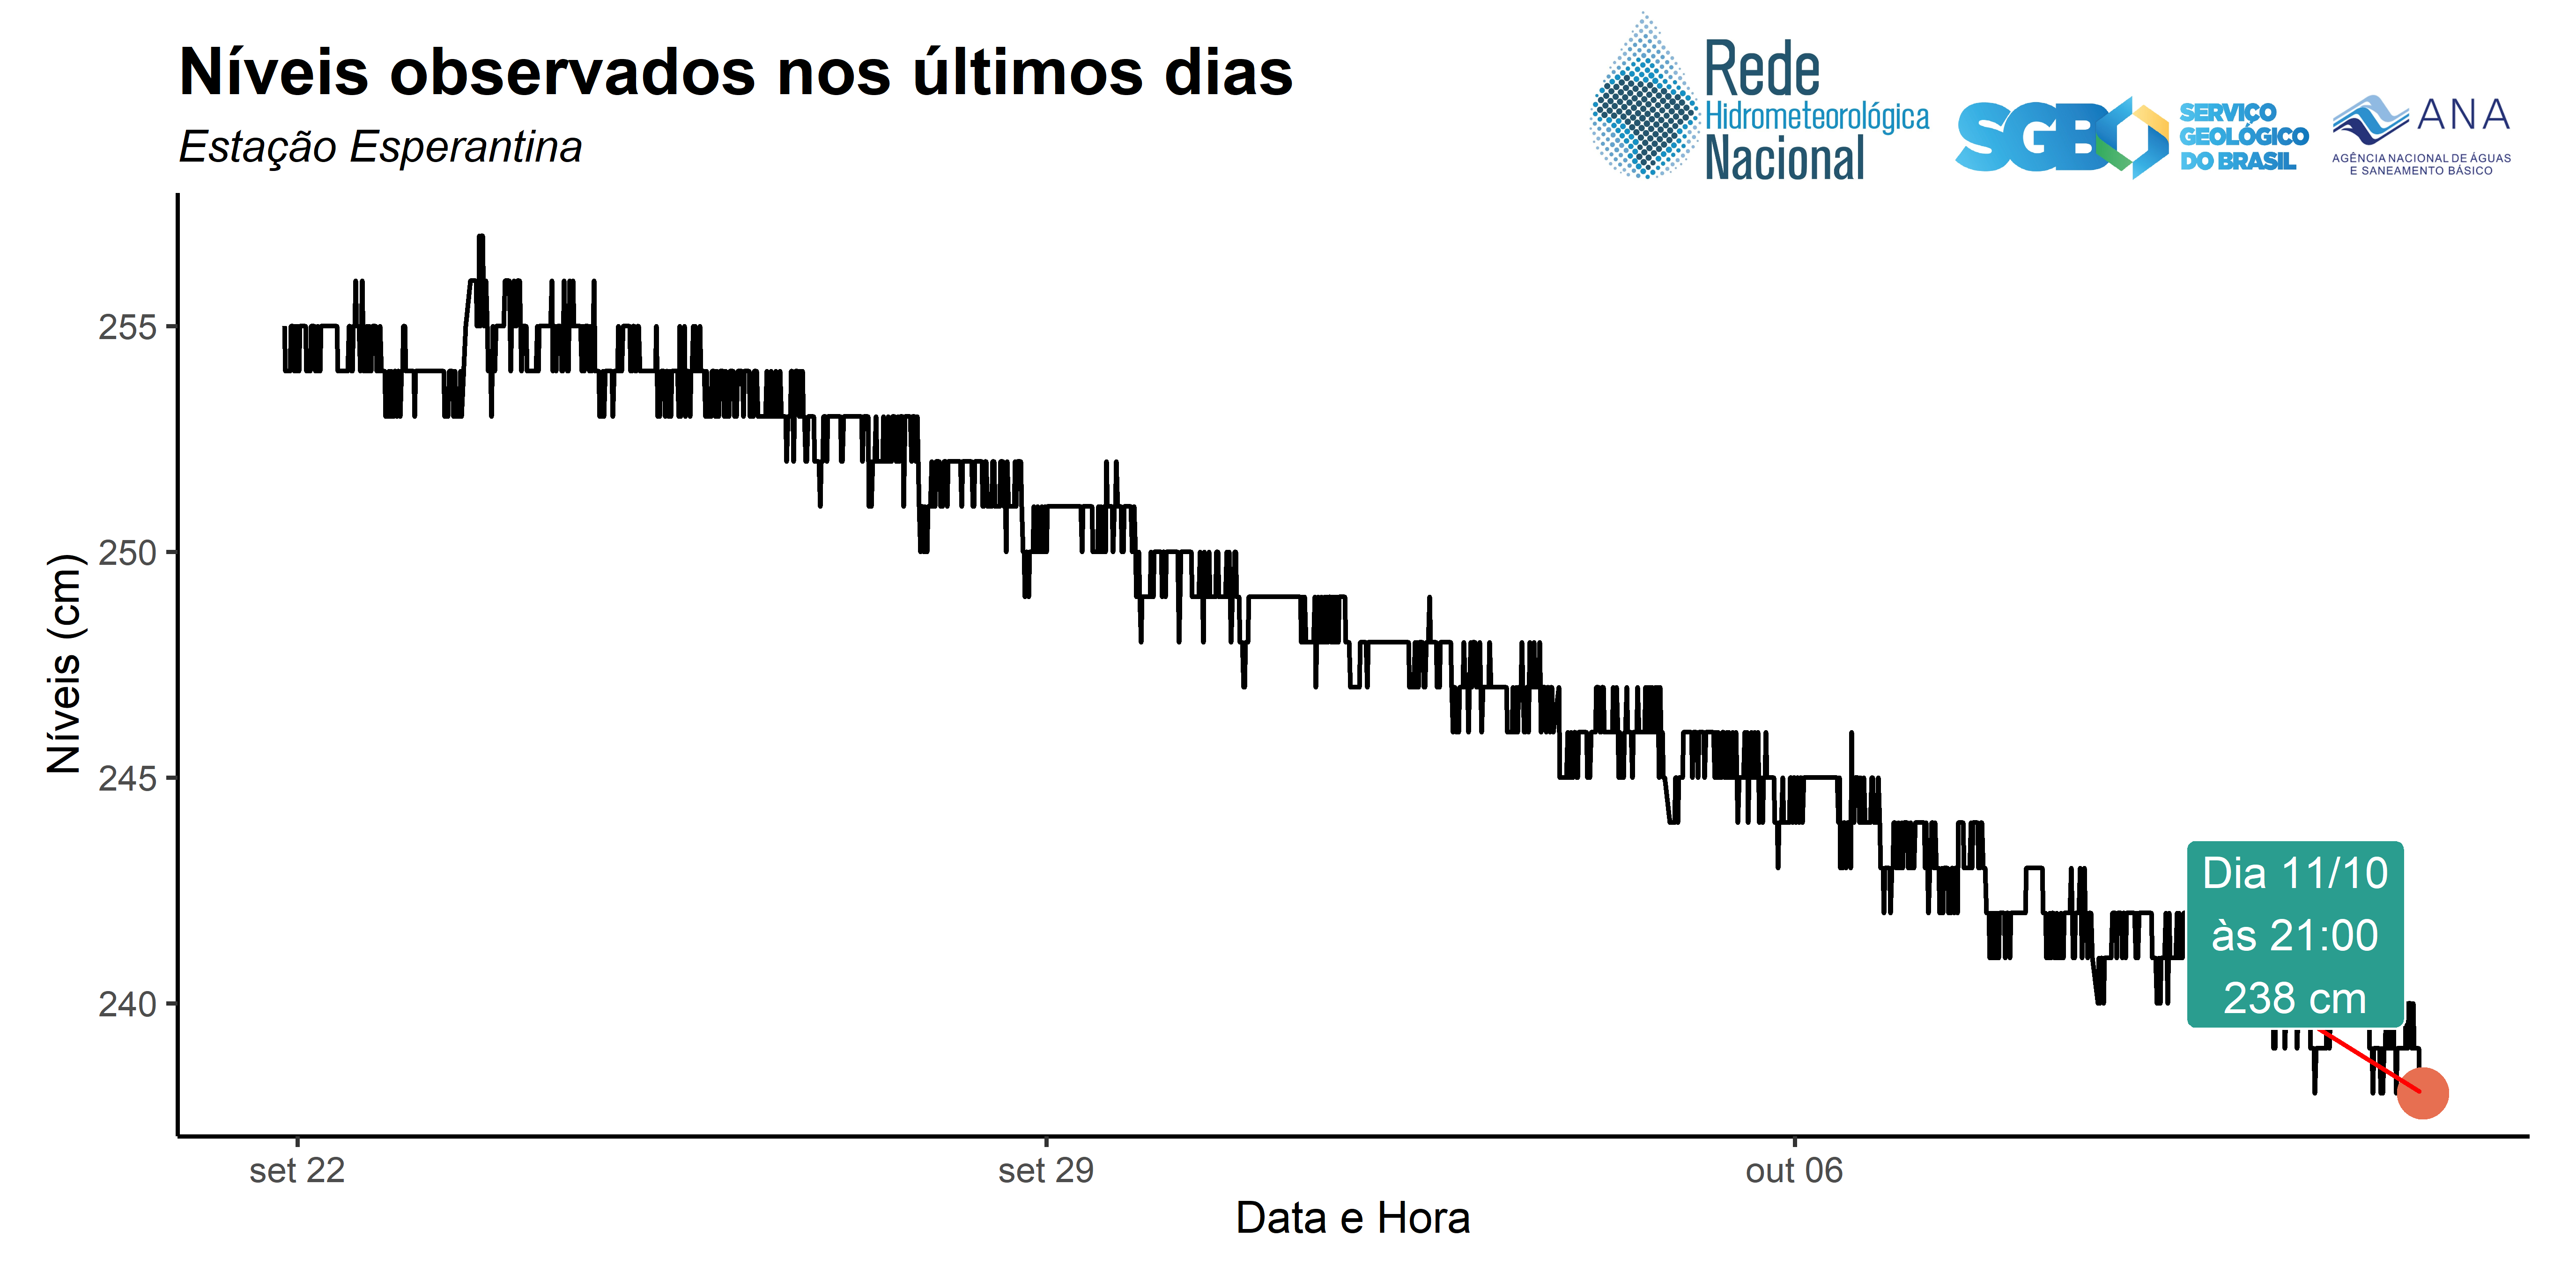 Níveis observados nos últimos dias
Estação Esperantina
Rede
Hidrometeorológica
Nacional
SGB
SERVIÇO
GEOLÓGICO
DO BRASIL
ANA
AGÊNCIA NACIONAL DE ÁGUAS
E SANEAMENTO BÁSICO
Níveis (cm)
255
250
245
240
Dia 11/10
às 21:00
238 cm
set 22
set 29
out 06
Data e Hora